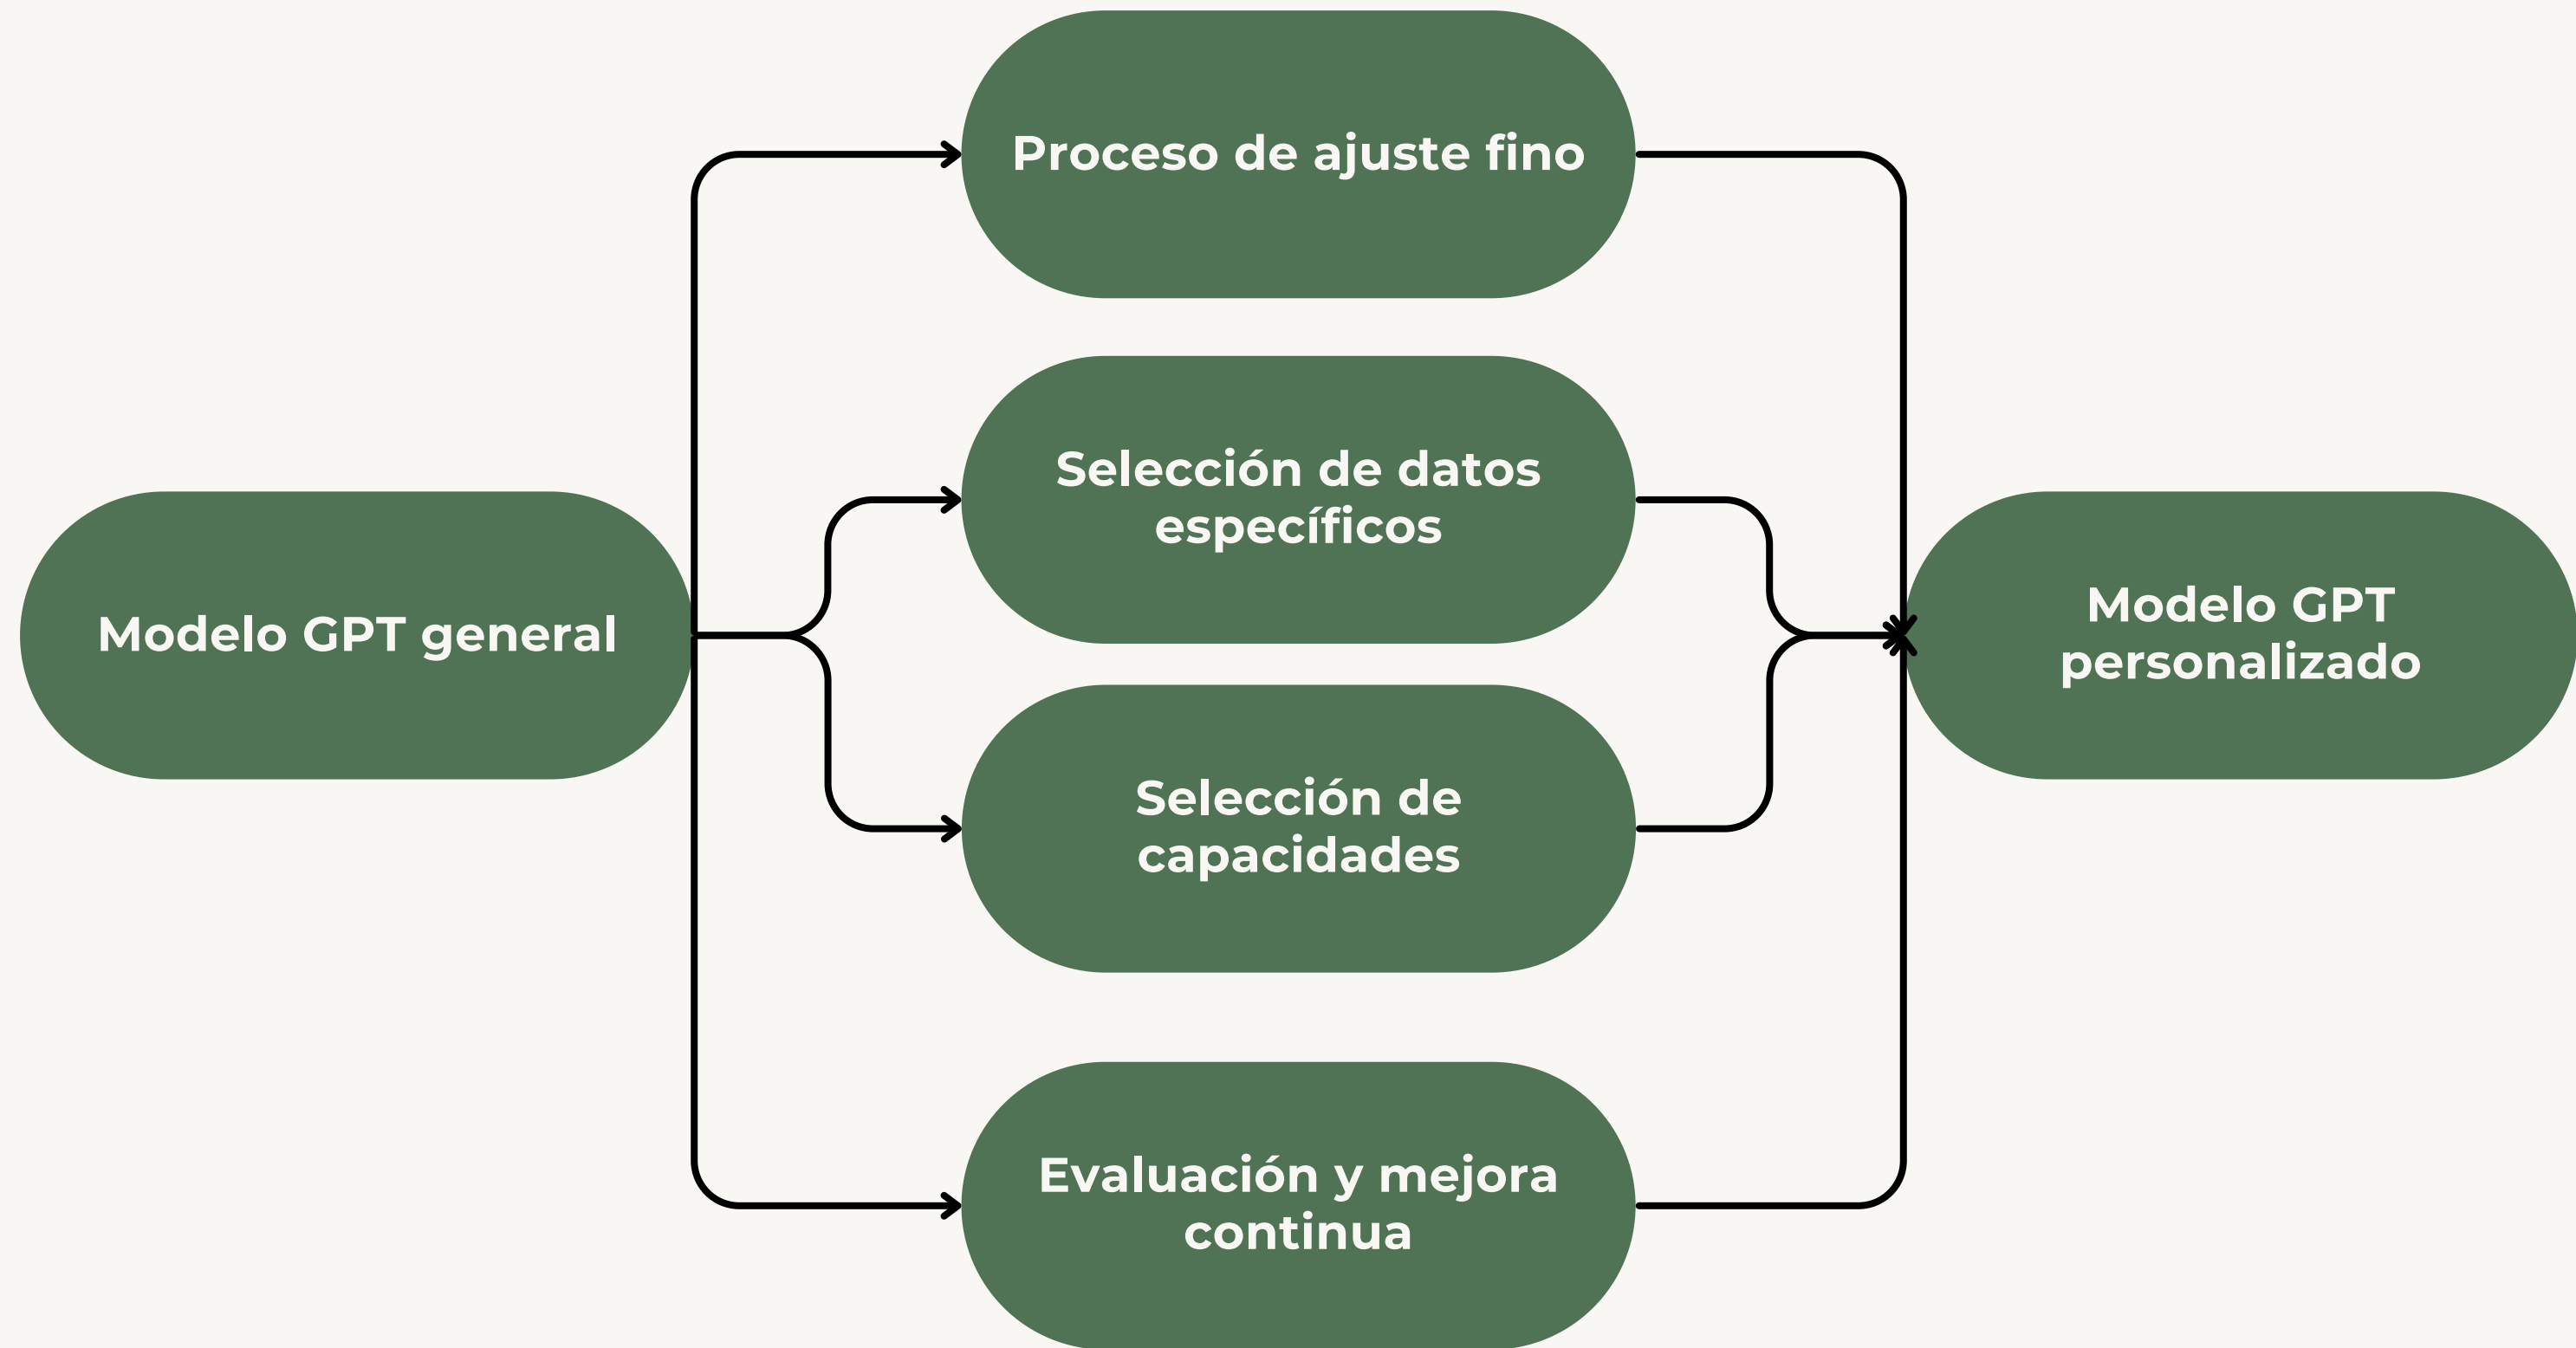 Proceso de ajuste fino
Selección de datos
específicos
Modelo GPT general
Modelo GPT
personalizado
Selección de
capacidades
Evaluación y mejora
continua